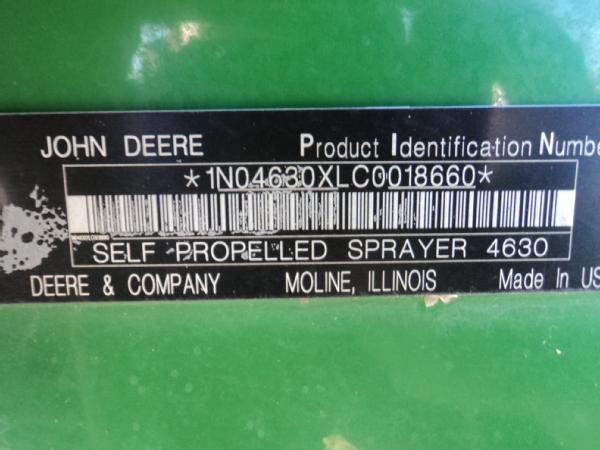 JOHN DEERE Product Identification Numbe
*1N04630XLC0018660*
SELF PROPELLED SPRAYER 4630
DEERE & COMPANY MOLINE, ILLINOIS Made In US